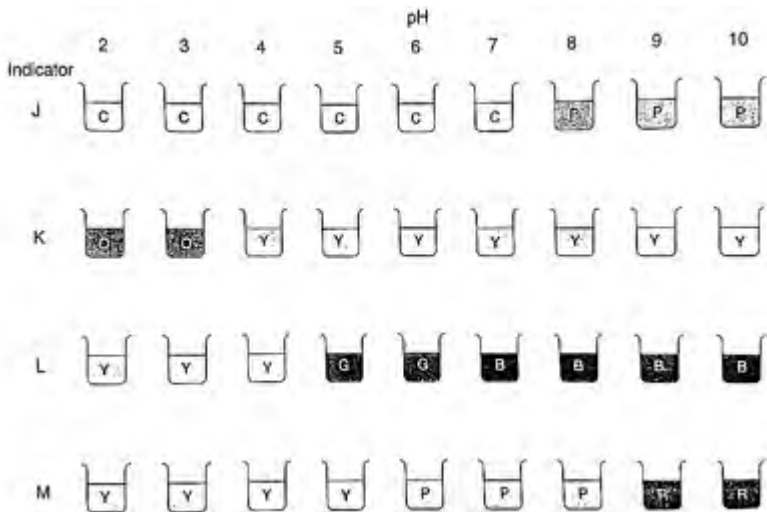 pH
2 3 4 5 6 7 8 9 10
Indicator
J C C C C C C P P P
K O O Y Y Y Y Y Y Y
L Y Y Y G G B B B B
M Y Y Y Y P P P R R